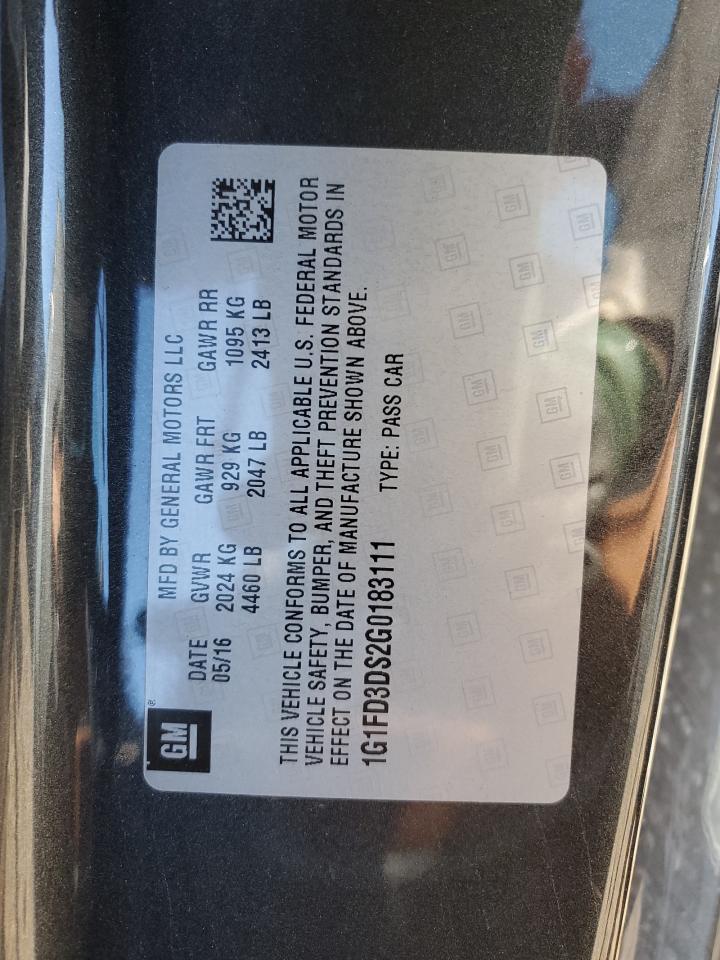 GM ®
MFD BY GENERAL MOTORS LLC
DATE GVWR GAWR FRT GAWR RR
05/16 2024 KG 929 KG 1095 KG
4460 LB 2047 LB 2413 LB
THIS VEHICLE CONFORMS TO ALL APPLICABLE U.S. FEDERAL MOTOR
VEHICLE SAFETY, BUMPER, AND THEFT PREVENTION STANDARDS IN
EFFECT ON THE DATE OF MANUFACTURE SHOWN ABOVE.
1G1FD3DS2G0183111 TYPE: PASS CAR